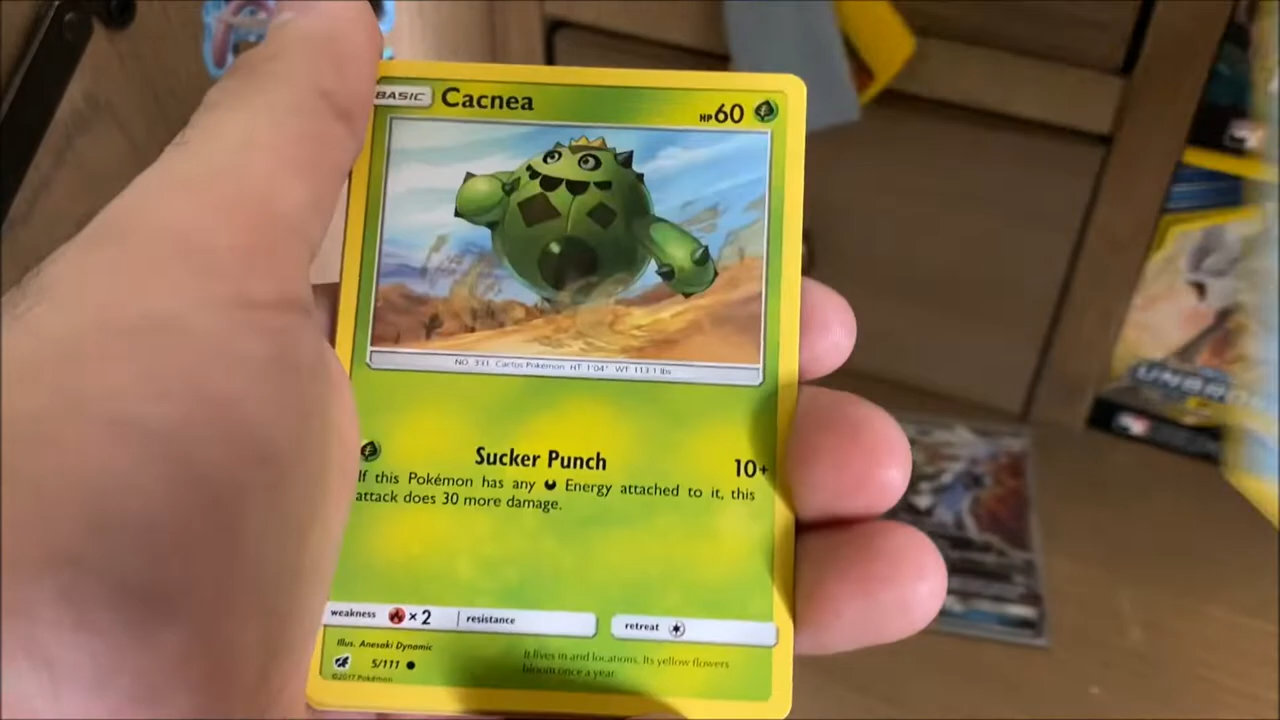 BASIC Cacnea HP60
NO. 331 Cactus Pokémon HT 1'04" WT 113.1 lbs
Sucker Punch 10+
If this Pokémon has any Energy attached to it, this
attack does 30 more damage.
weakness ×2 resistance retreat
Illus. Anesaki Dynamic
5/111
©2017 Pokémon
It lives in arid locations. Its yellow flowers
bloom once a year.